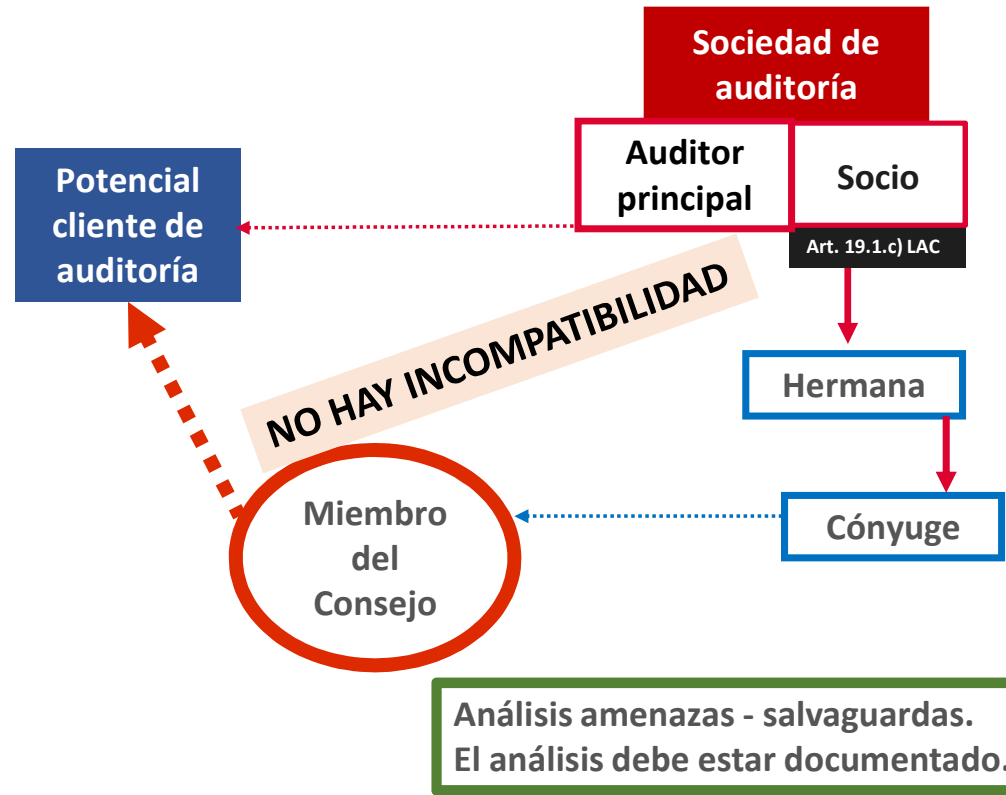 Sociedad de
auditoría
Auditor
principal
Socio
Potencial
cliente de
auditoría
Art. 19.1.c) LAC
NO HAY INCOMPATIBILIDAD
Hermana
Miembro
del
Consejo
Cónyuge
Análisis amenazas - salvaguardas.
El análisis debe estar documentado.